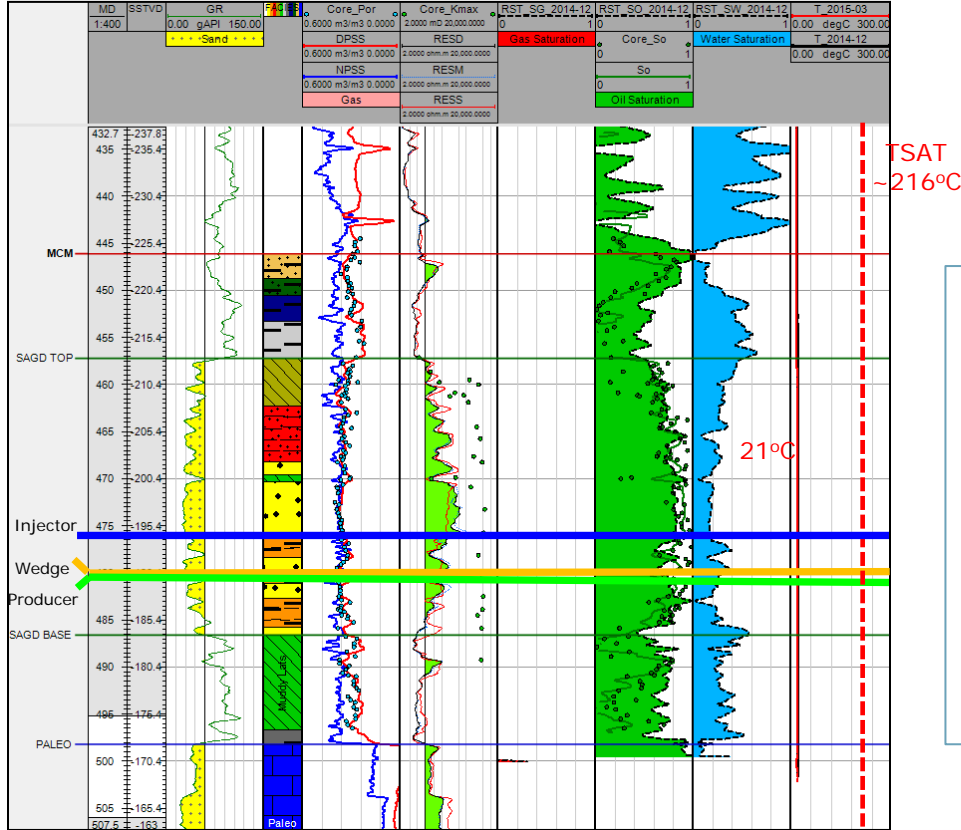 MD SSTVD GR FACIES Core_Por Core_Kmax RST_SG_2014-12 RST_SO_2014-12 RST_SW_2014-12 T_2015-03
1:400 0.00 gAPI 150.00 0.6000 m3/m3 0.0000 2.0000 mD 20,000.0000 0 1 0 1 0 1 0.00 degC 300.00
Sand DPSS RESD Gas Saturation Core_So Water Saturation T_2014-12
0.6000 m3/m3 0.0000 2.0000 ohm.m 20,000.0000 0 1 0.00 degC 300.00
NPSS RESM So
0.6000 m3/m3 0.0000 2.0000 ohm.m 20,000.0000 0 1
Gas RESS Oil Saturation
2.0000 ohm.m 20,000.0000
432.7 -237.8
435 -236.4
TSAT
~216°C
440 -230.4
445 -225.4
MCM
450 -220.4
455 -215.4
SAGD TOP
460 -210.4
465 -205.4
21°C
470 -200.4
475 -195.4
Injector
Wedge
Producer
485 -185.4
SAGD BASE
490 -180.4
Muddy Lats
495 -175.4
PALEO
500 -170.4
505 -165.4
507.5 -163
Paleo